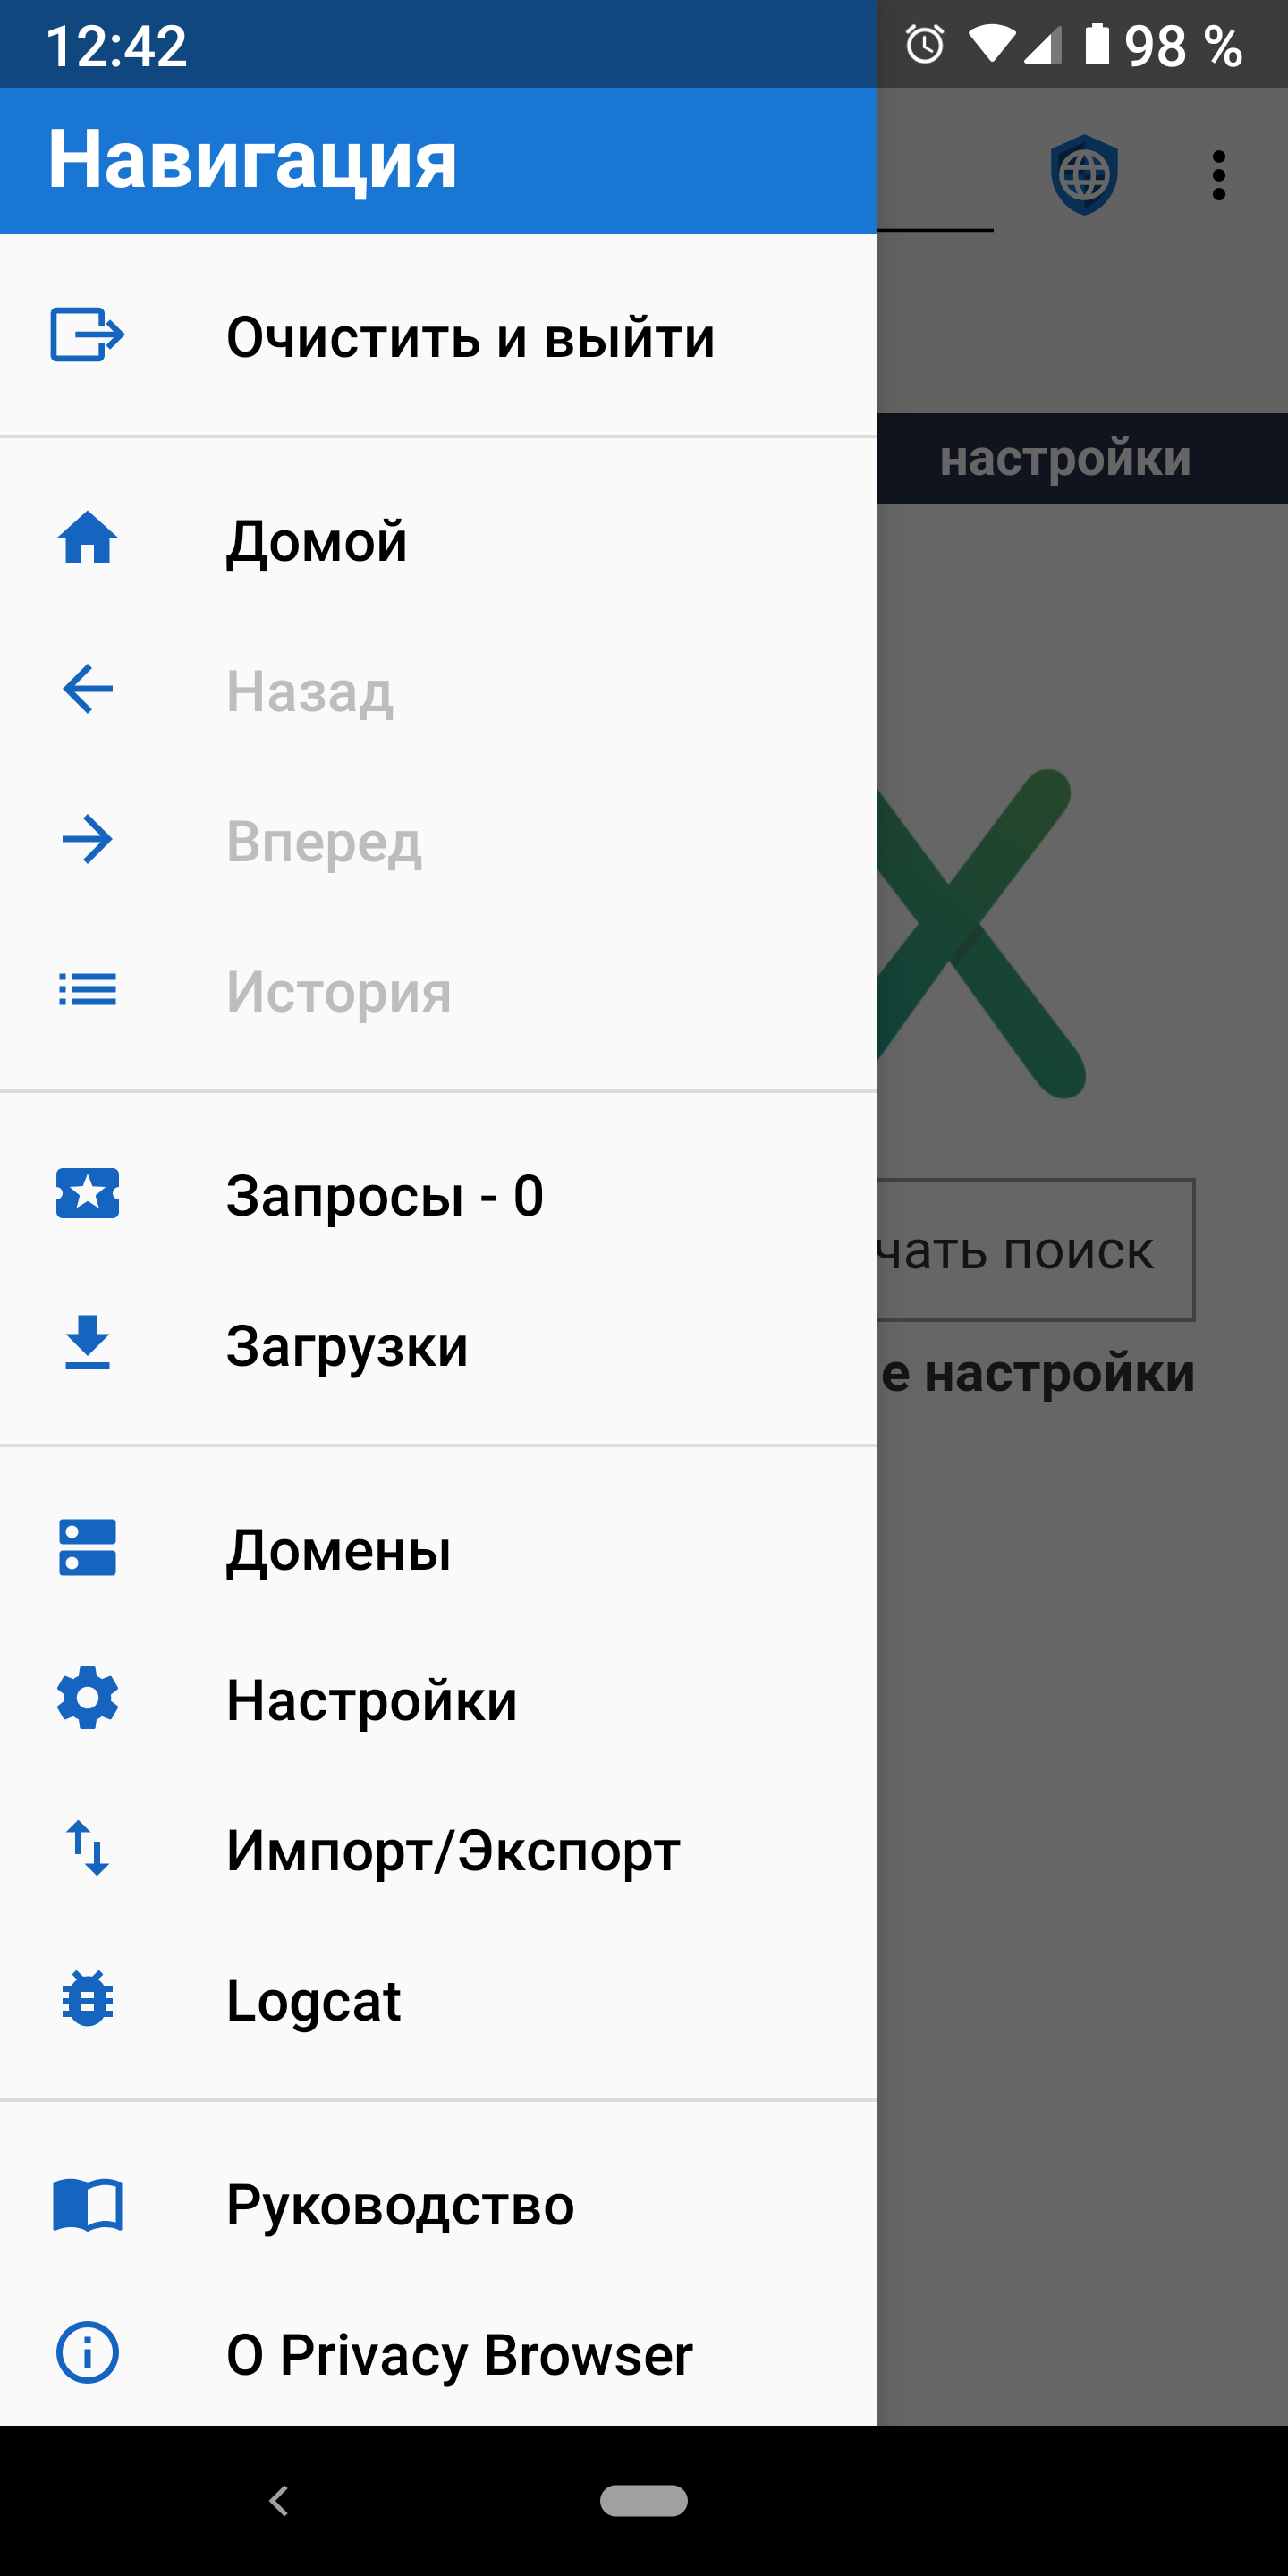 12:42
98 %
Навигация
Очистить и выйти
настройки
Домой
Назад
Вперед
История
Запросы - 0
чать поиск
Загрузки
е настройки
Домены
Настройки
Импорт/Экспорт
Logcat
Руководство
О Privacy Browser